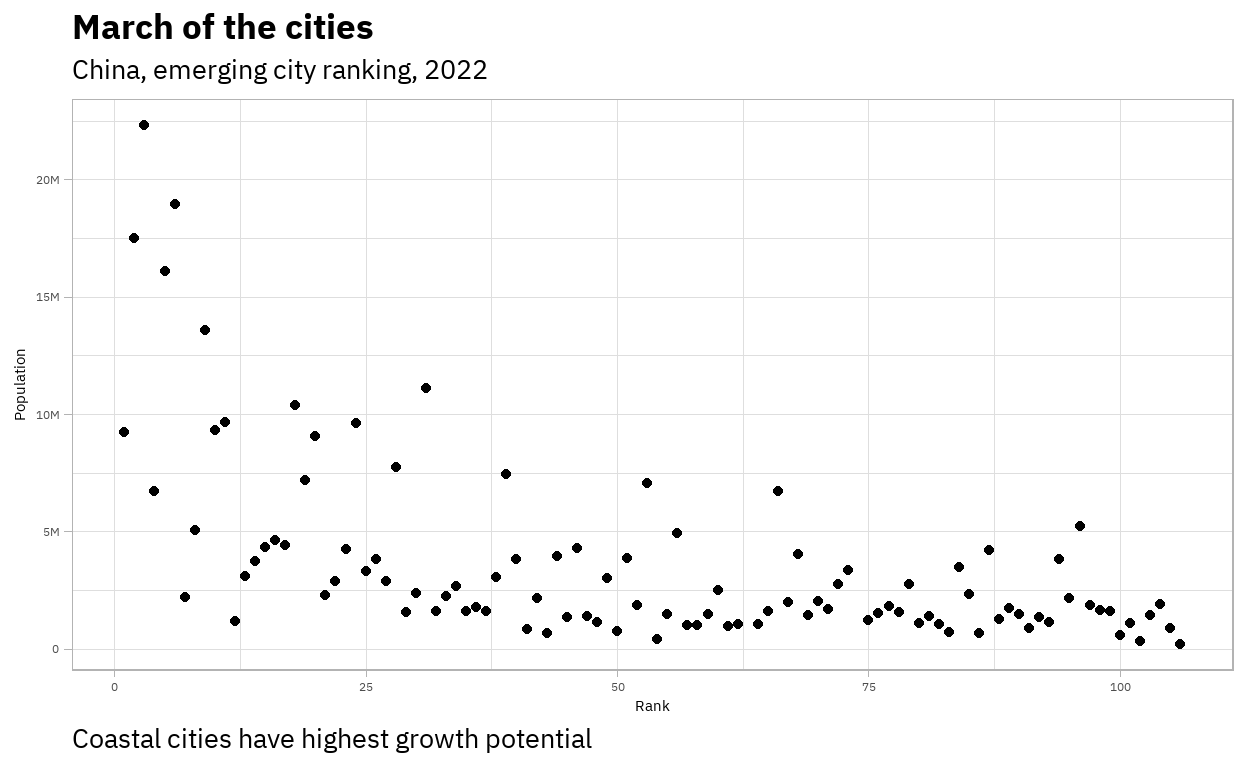 March of the cities
China, emerging city ranking, 2022
20M
15M
10M
5M
0
Population
0 25 50 75 100
Rank
Coastal cities have highest growth potential